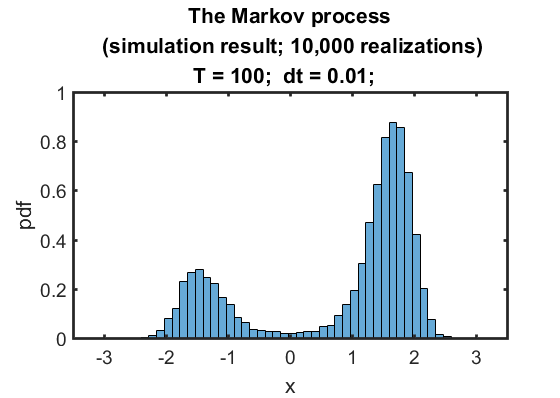 The Markov process
(simulation result; 10,000 realizations)
T = 100;  dt = 0.01;
1
0.8
0.6
0.4
0.2
0
pdf
-3 -2 -1 0 1 2 3
x